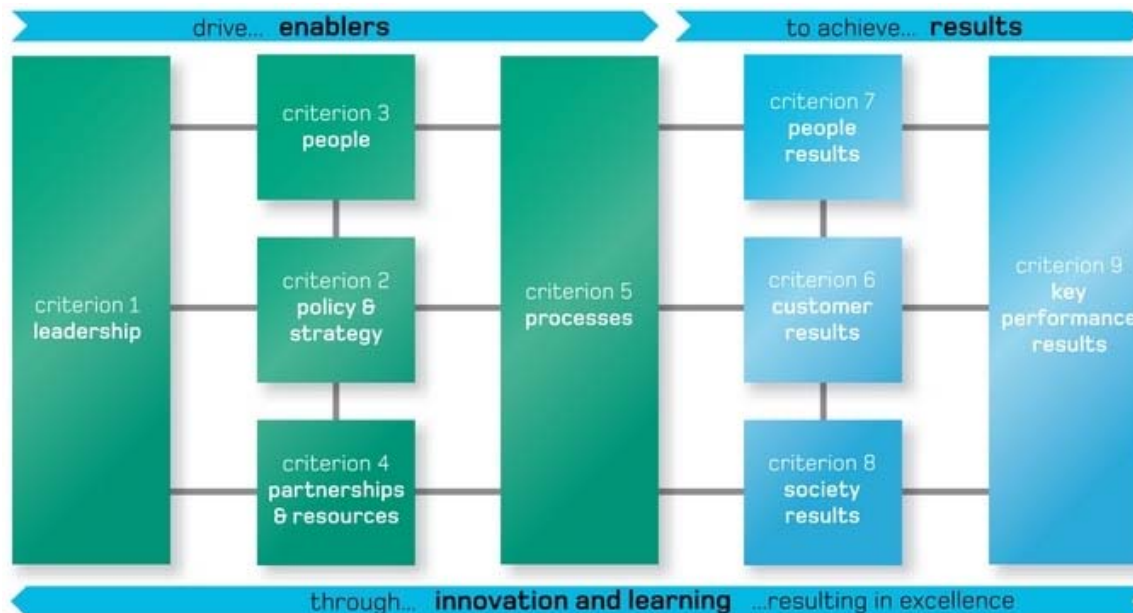 drive... enablers
to achieve... results
criterion 1
leadership
criterion 3
people
criterion 2
policy &
strategy
criterion 4
partnerships
& resources
criterion 5
processes
criterion 7
people
results
criterion 6
customer
results
criterion 8
society
results
criterion 9
key
performance
results
through... innovation and learning ...resulting in excellence